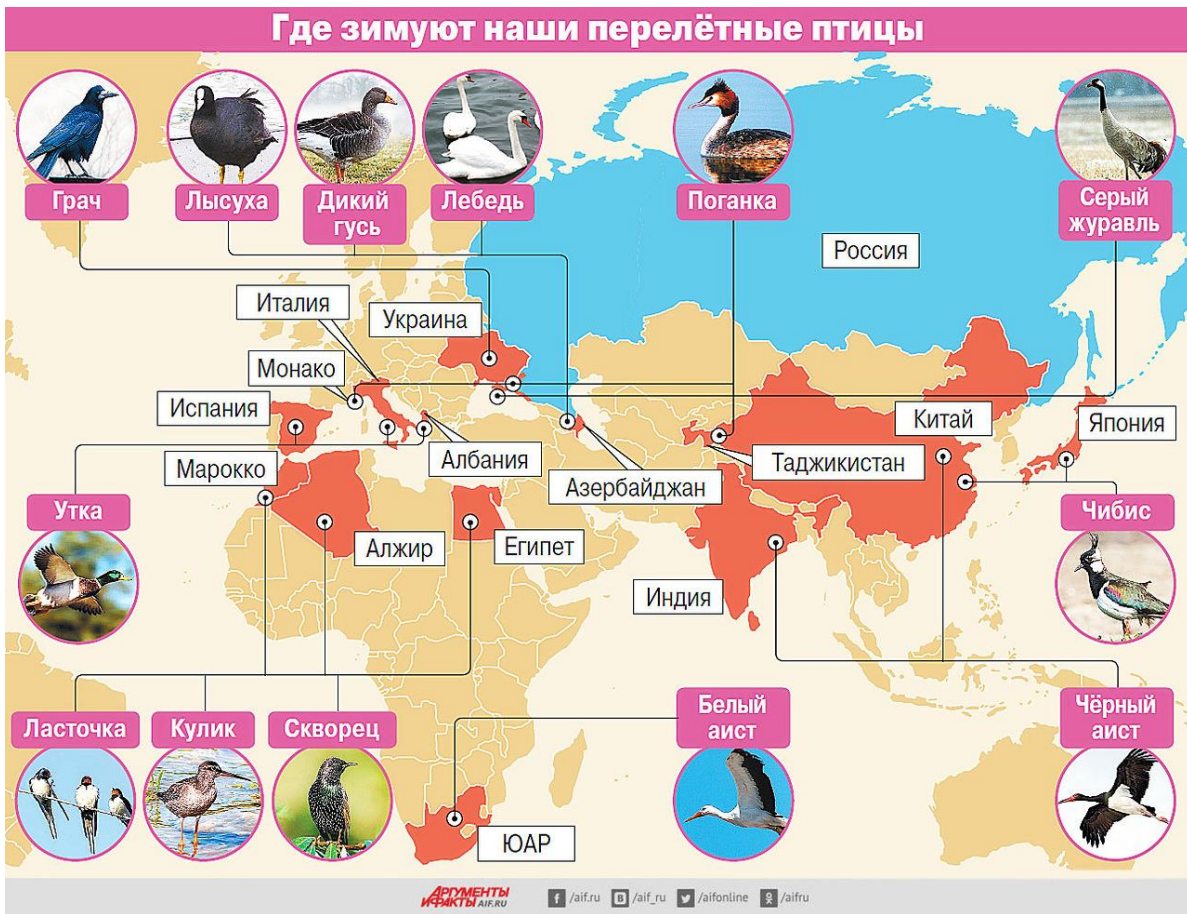 Где зимуют наши перелётные птицы
Грач
Лысуха
Дикий
гусь
Лебедь
Поганка
Серый
журавль
Россия
Италия
Украина
Монако
Испания
Китай
Япония
Марокко
Албания
Таджикистан
Азербайджан
Утка
Чибис
Алжир
Египет
Индия
Ласточка
Кулик
Скворец
Белый
аист
Чёрный
аист
ЮАР
АРГУМЕНТЫ
И ФАКТЫ AIF.RU
/aif.ru
/aif_ru
/aifonline
/aifru